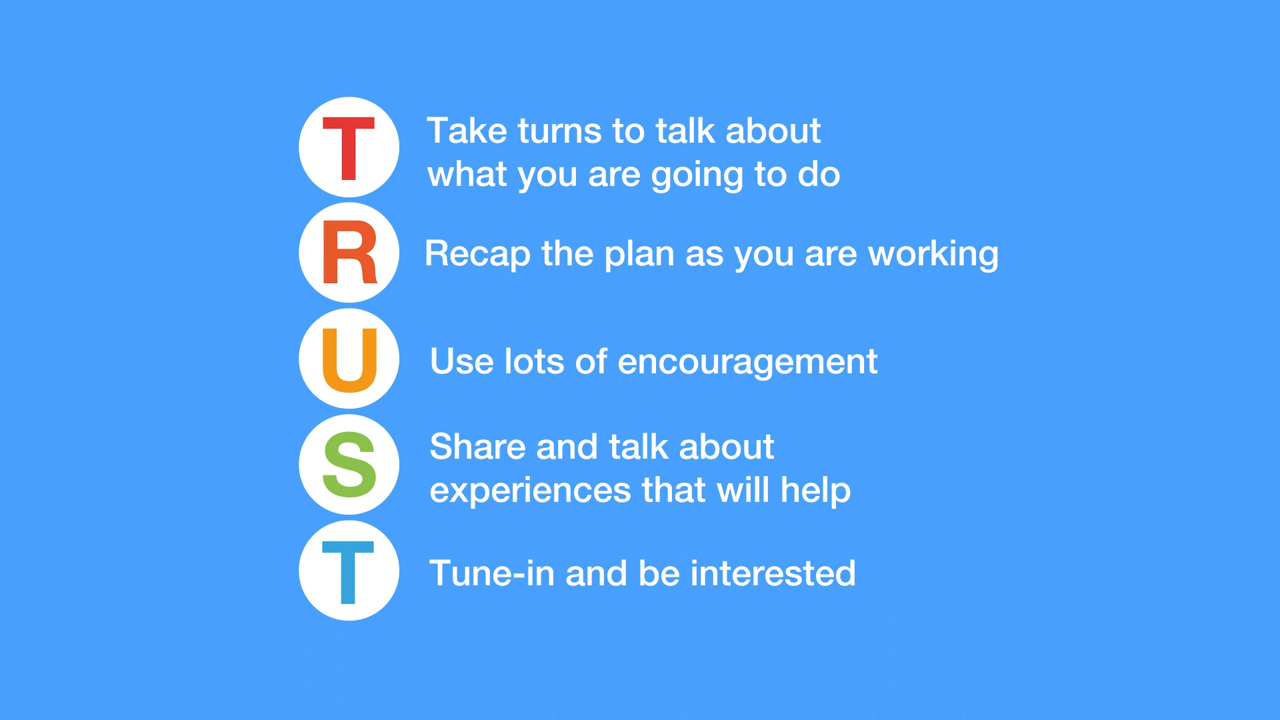 T
Take turns to talk about
what you are going to do
R
Recap the plan as you are working
U
Use lots of encouragement
S
Share and talk about
experiences that will help
T
Tune-in and be interested